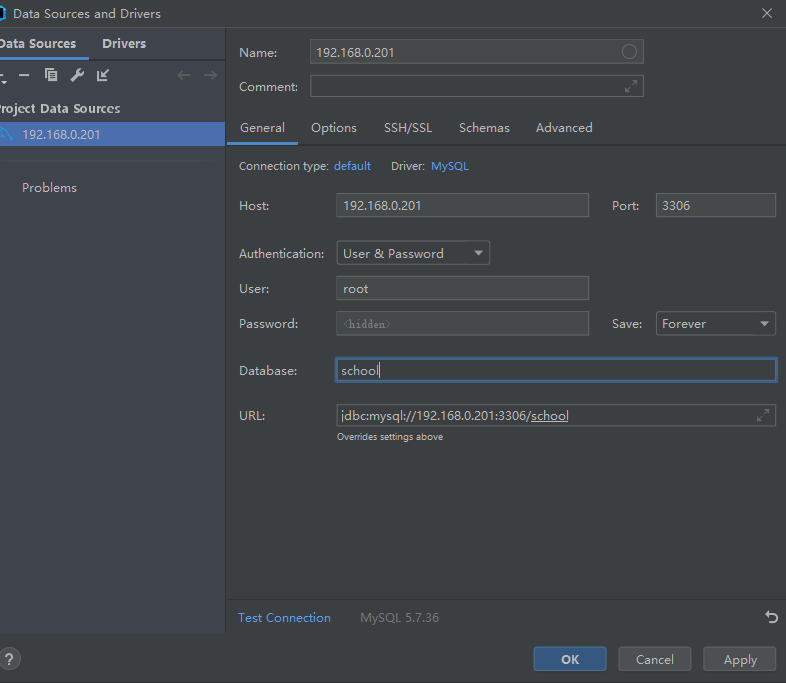 Data Sources and Drivers
Data Sources Drivers
Project Data Sources
192.168.0.201
Problems
Name: 192.168.0.201
Comment:
General Options SSH/SSL Schemas Advanced
Connection type: default Driver: MySQL
Host: 192.168.0.201 Port: 3306
Authentication: User & Password
User: root
Password: <hidden> Save: Forever
Database: school
URL: jdbc:mysql://192.168.0.201:3306/school
Overrides settings above
Test Connection MySQL 5.7.36
? OK Cancel Apply